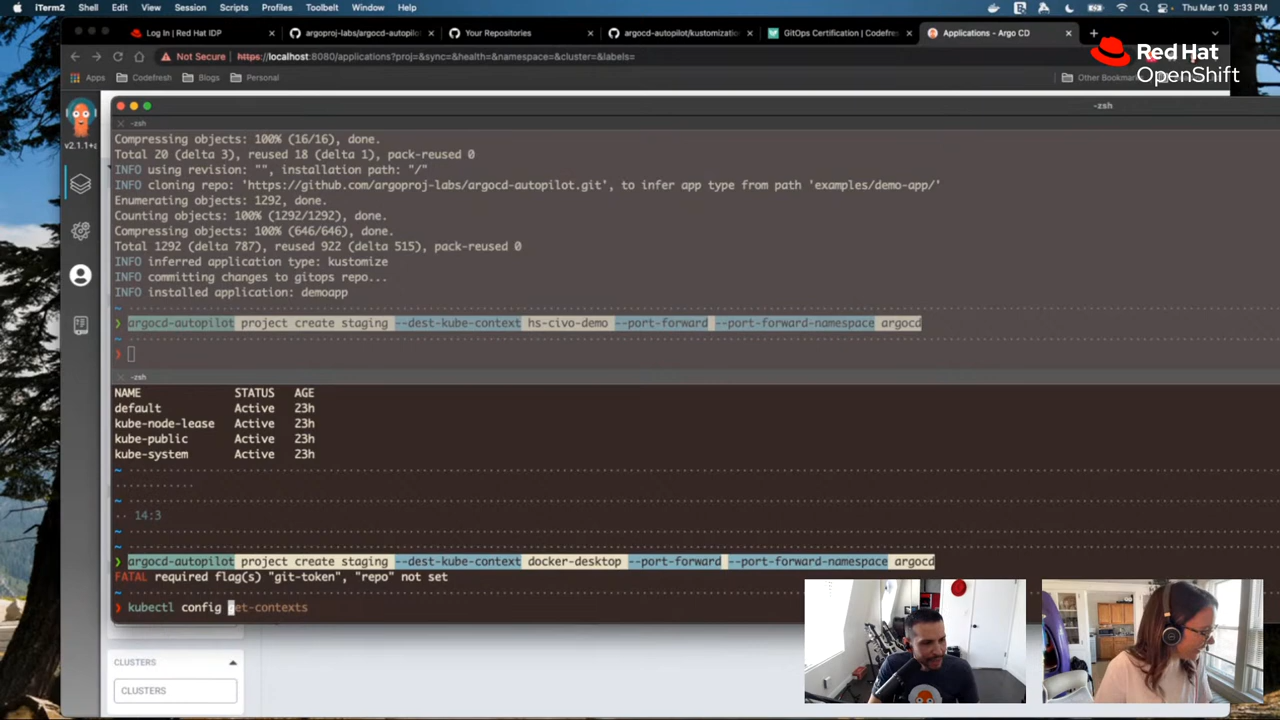 iTerm2 Shell Edit View Session Scripts Profiles Toolbelt Window Help Thu Mar 10 3:33 PM
Log In | Red Hat IDP × argoproj-labs/argocd-autopilo × Your Repositories × argocd-autopilot/kustomization × GitOps Certification | Codefres × Applications - Argo CD ×
Not Secure https://localhost:8080/applications?proj=&sync=&health=&namespace=&cluster=&labels=
Apps Codefresh Blogs Personal Other Bookmar
Red Hat
OpenShift
v2.1.1+a
-zsh
-zsh
Compressing objects: 100% (16/16), done.
Total 20 (delta 3), reused 18 (delta 1), pack-reused 0
INFO using revision: "", installation path: "/"
INFO cloning repo: 'https://github.com/argoproj-labs/argocd-autopilot.git', to infer app type from path 'examples/demo-app/'
Enumerating objects: 1292, done.
Counting objects: 100% (1292/1292), done.
Compressing objects: 100% (646/646), done.
Total 1292 (delta 787), reused 922 (delta 515), pack-reused 0
INFO inferred application type: kustomize
INFO committing changes to gitops repo...
INFO installed application: demoapp
~
❯ argocd-autopilot project create staging --dest-kube-context hs-civo-demo --port-forward --port-forward-namespace argocd
~
❯
-zsh
NAME STATUS AGE
default Active 23h
kube-node-lease Active 23h
kube-public Active 23h
kube-system Active 23h
~
~
14:3
~
~
❯ argocd-autopilot project create staging --dest-kube-context docker-desktop --port-forward --port-forward-namespace argocd
FATAL required flag(s) "git-token", "repo" not set
~
❯ kubectl config get-contexts
CLUSTERS
CLUSTERS